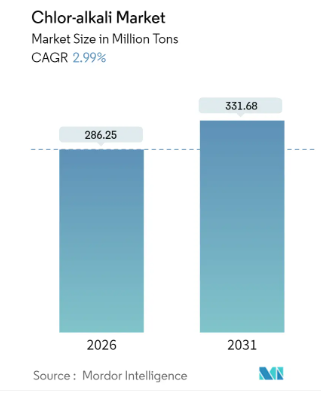 Chlor-alkali Market
Market Size in Million Tons
CAGR 2.99%
331.68
286.25
2026 2031
Source : Mordor Intelligence